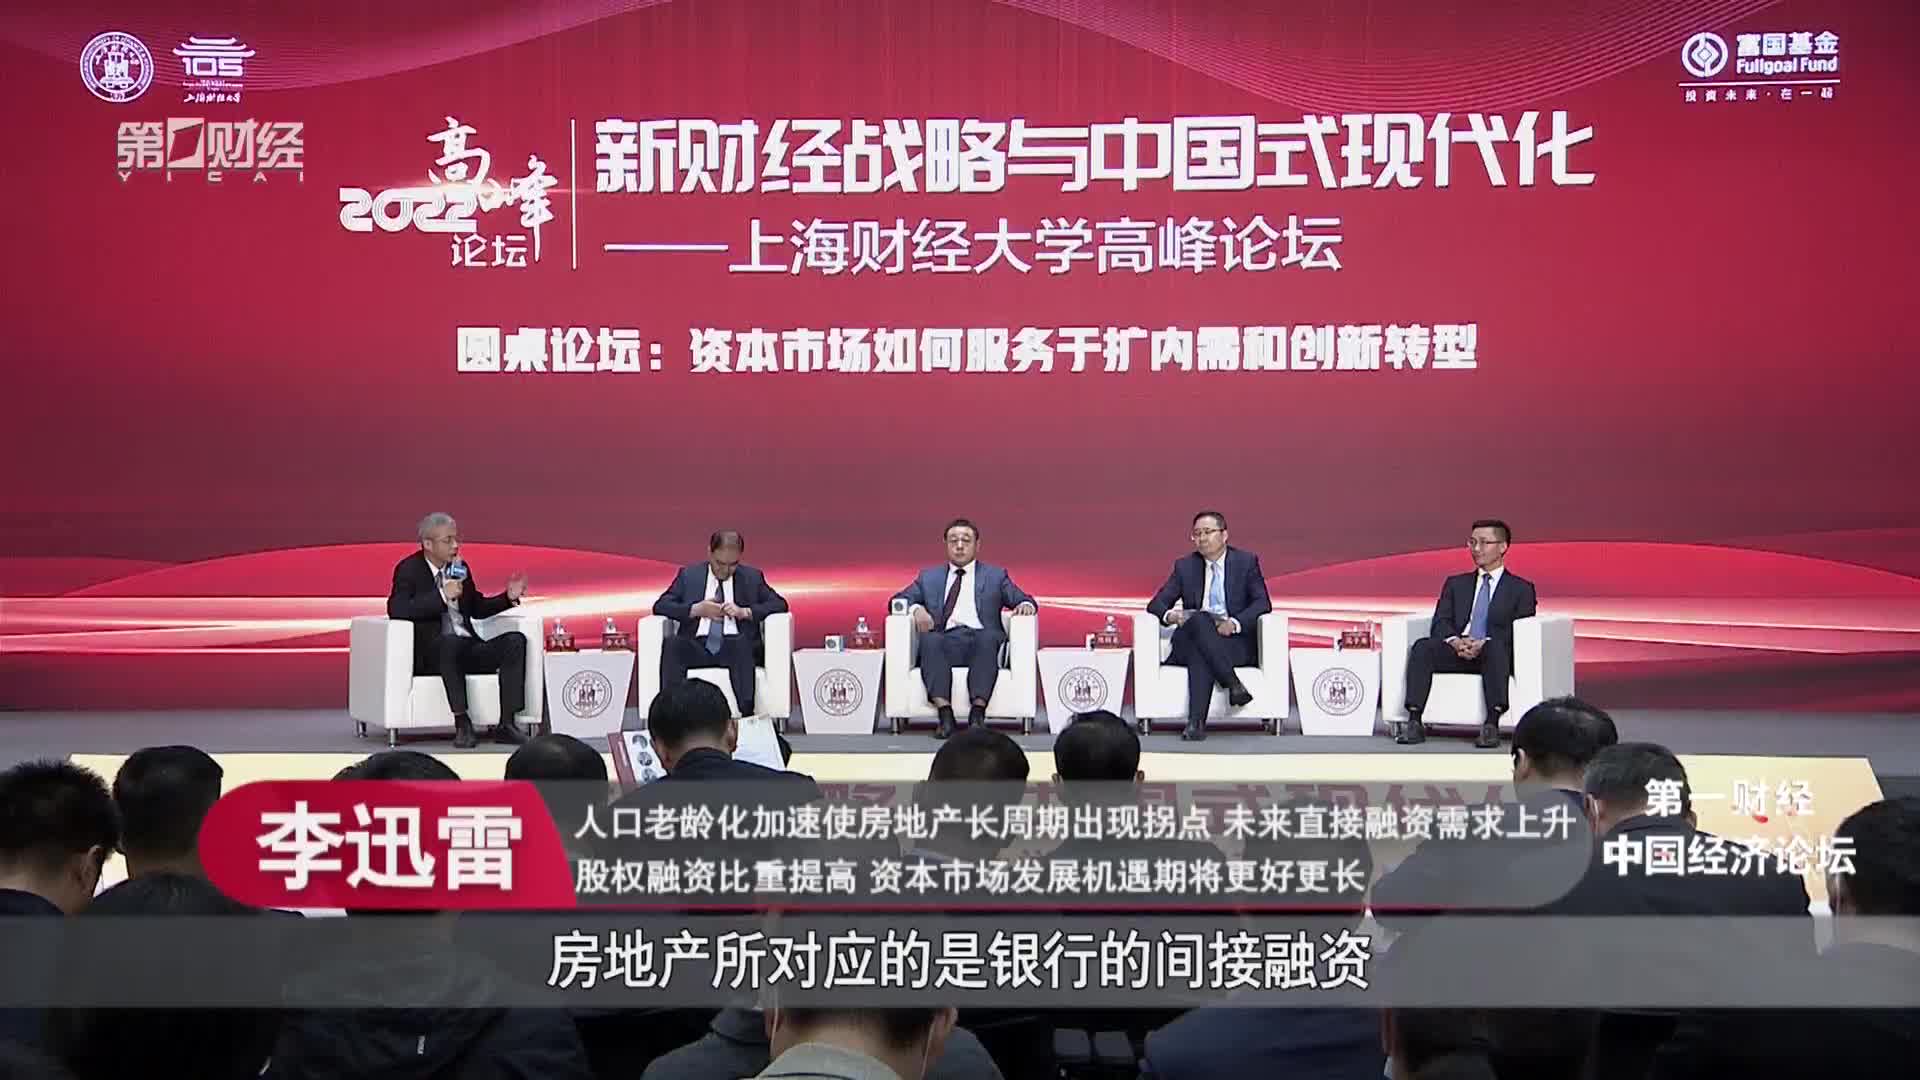 105
上海财经大学
富国基金
Fullgoal Fund
投资未来·在一起
第一财经
YICAI
2022
高峰
论坛
新财经战略与中国式现代化
——上海财经大学高峰论坛
圆桌论坛：资本市场如何服务于扩内需和创新转型
李迅雷
人口老龄化加速使房地产长周期出现拐点 未来直接融资需求上升
股权融资比重提高 资本市场发展机遇期将更好更长
第一财经
中国经济论坛
房地产所对应的是银行的间接融资